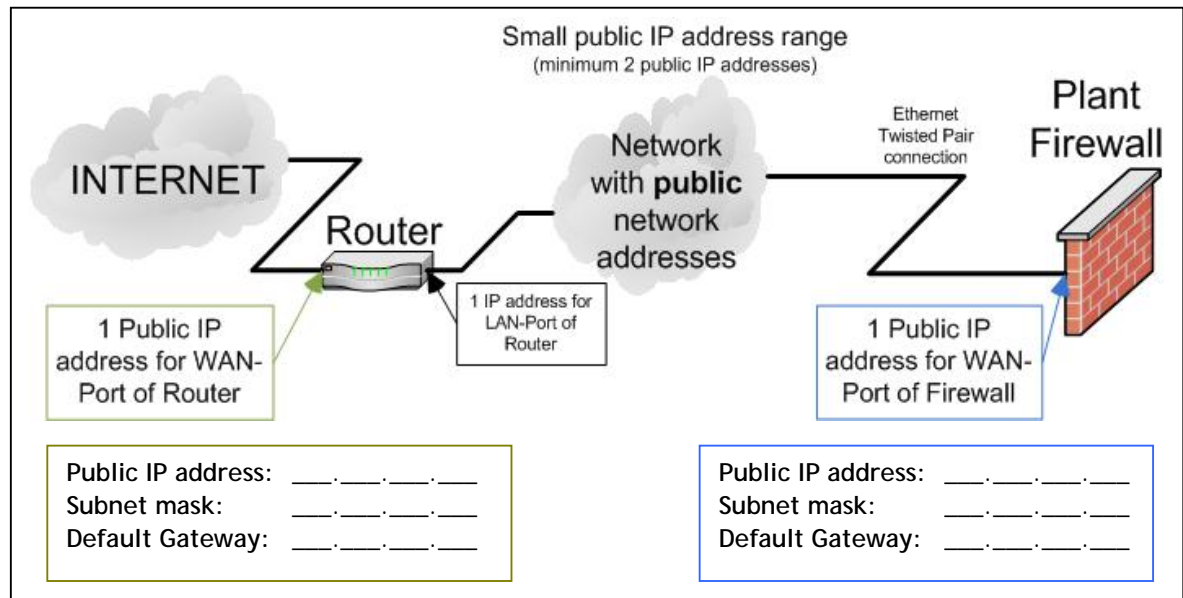 Small public IP address range
(minimum 2 public IP addresses)
INTERNET
Router
Network
with public
network
addresses
Ethernet
Twisted Pair
connection
Plant
Firewall
1 Public IP
address for WAN-
Port of Router
1 IP address for
LAN-Port of
Router
1 Public IP
address for WAN-
Port of Firewall
Public IP address: ___.___.___.___
Subnet mask: ___.___.___.___
Default Gateway: ___.___.___.___
Public IP address: ___.___.___.___
Subnet mask: ___.___.___.___
Default Gateway: ___.___.___.___